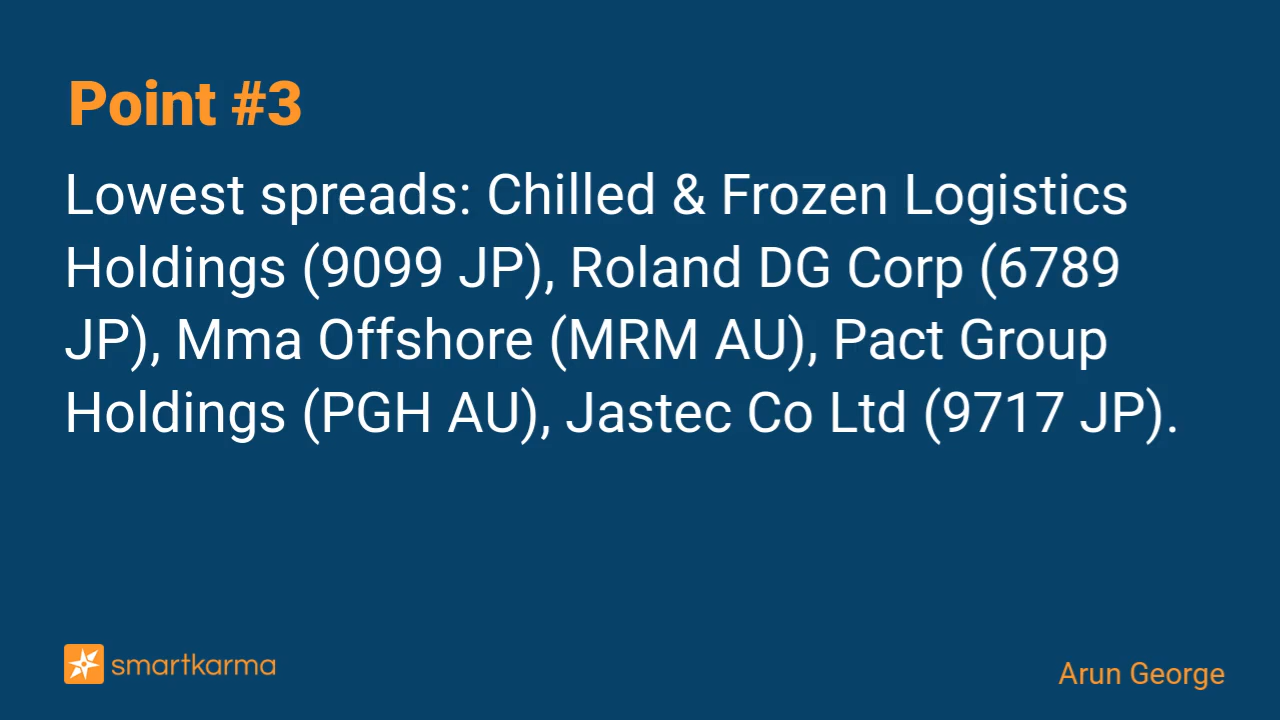 Point #3
Lowest spreads: Chilled & Frozen Logistics
Holdings (9099 JP), Roland DG Corp (6789
JP), Mma Offshore (MRM AU), Pact Group
Holdings (PGH AU), Jastec Co Ltd (9717 JP).
smartkarma
Arun George